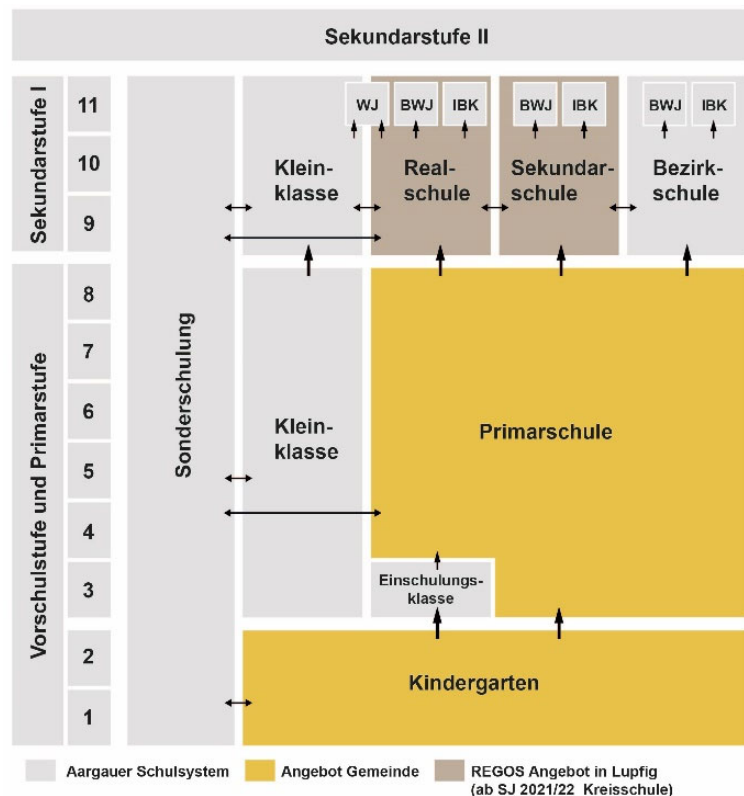 Sekundarstufe II
Sekundarstufe I
11
10
9
WJ
BWJ
IBK
BWJ
IBK
BWJ
IBK
Klein-
klasse
Real-
schule
Sekundar-
schule
Bezirk-
schule
Vorschulstufe und Primarstufe
8
7
6
5
4
3
2
1
Sonderschulung
Klein-
klasse
Primarschule
Einschulungs-
klasse
Kindergarten
Aargauer Schulsystem
Angebot Gemeinde
REGOS Angebot in Lupfig
(ab SJ 2021/22 Kreisschule)